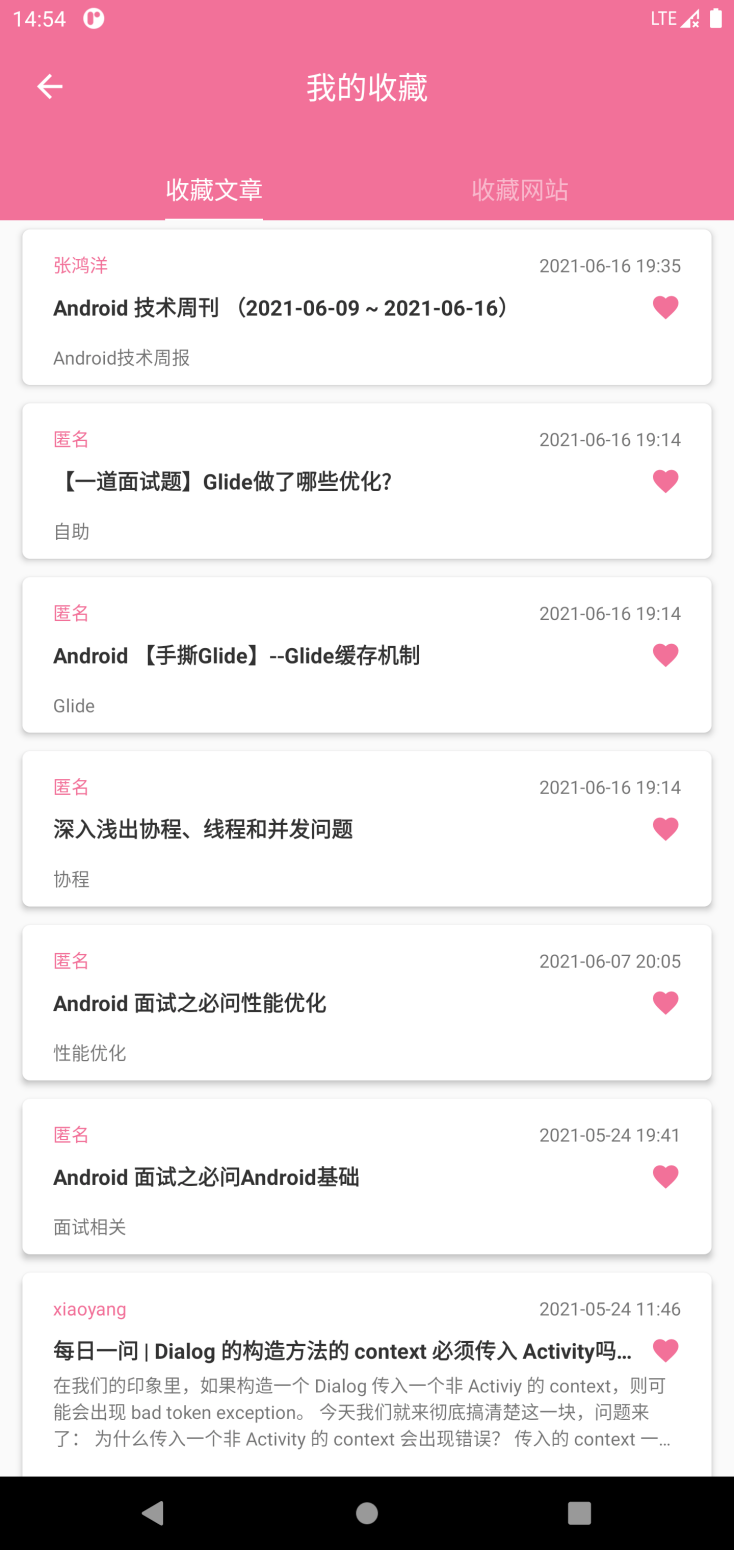 14:54
LTE
我的收藏
收藏文章
收藏网站
张鸿洋
2021-06-16 19:35
Android 技术周刊 （2021-06-09 ~ 2021-06-16）
Android技术周报
匿名
2021-06-16 19:14
【一道面试题】Glide做了哪些优化?
自助
匿名
2021-06-16 19:14
Android 【手撕Glide】--Glide缓存机制
Glide
匿名
2021-06-16 19:14
深入浅出协程、线程和并发问题
协程
匿名
2021-06-07 20:05
Android 面试之必问性能优化
性能优化
匿名
2021-05-24 19:41
Android 面试之必问Android基础
面试相关
xiaoyang
2021-05-24 11:46
每日一问 | Dialog 的构造方法的 context 必须传入 Activity吗...
在我们的印象里，如果构造一个 Dialog 传入一个非 Activiy 的 context，则可
能会出现 bad token exception。 今天我们就来彻底搞清楚这一块，问题来
了： 为什么传入一个非 Activity 的 context 会出现错误？ 传入的 context 一...